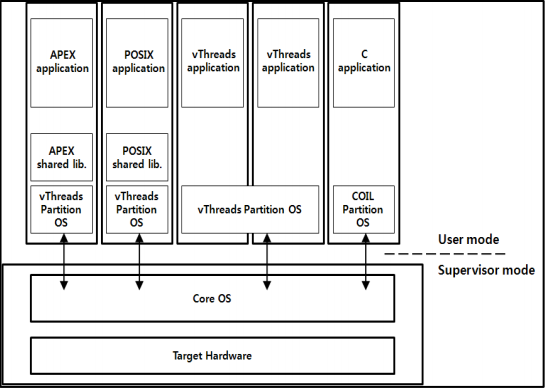 APEX
application
POSIX
application
vThreads
application
vThreads
application
C
application
APEX
shared lib.
POSIX
shared lib.
vThreads
Partition
OS
vThreads
Partition
OS
vThreads Partition OS
COIL
Partition
OS
User mode
Supervisor mode
Core OS
Target Hardware